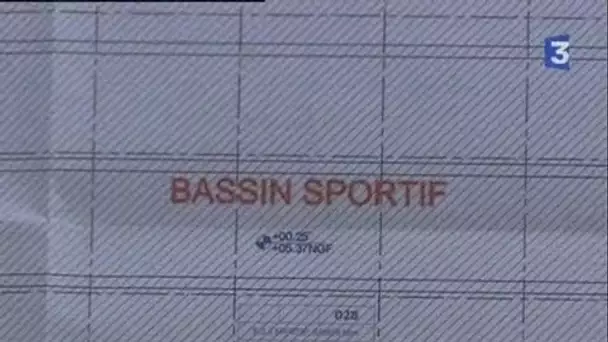 3
BASSIN SPORTIF
+00.25
+05.37NGF
028